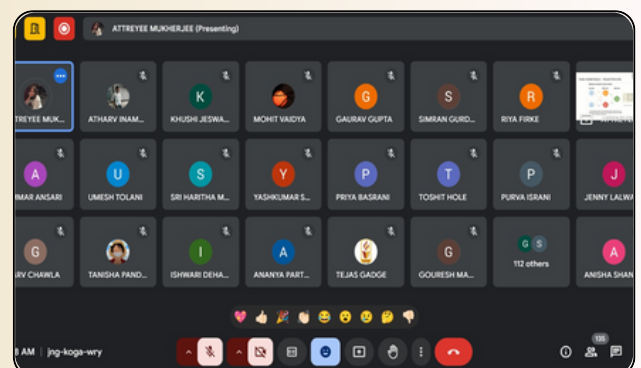 ATTREYEE MUKHERJEE (Presenting)
TREYEE MUK... ATHARV INAM... KHUSHI JESWA... MOHIT VAIDYA GAURAV GUPTA SIMRAN GURD... RIYA FIRKE
K G S R
A U S Y P T P J
MAR ANSARI UMESH TOLANI SRI HARITHA M... YASHKUMAR S... PRIYA BASRANI TOSHIT HOLE PURVA ISRANI JENNY LALWA
G I A G G S A
112 others
RV CHAWLA TANISHA PAND... ISHWARI DEHA... ANANYA PART... TEJAS GADGE GOURESH MA... ANISHA SHAN
8 AM | jng-koga-wry
135